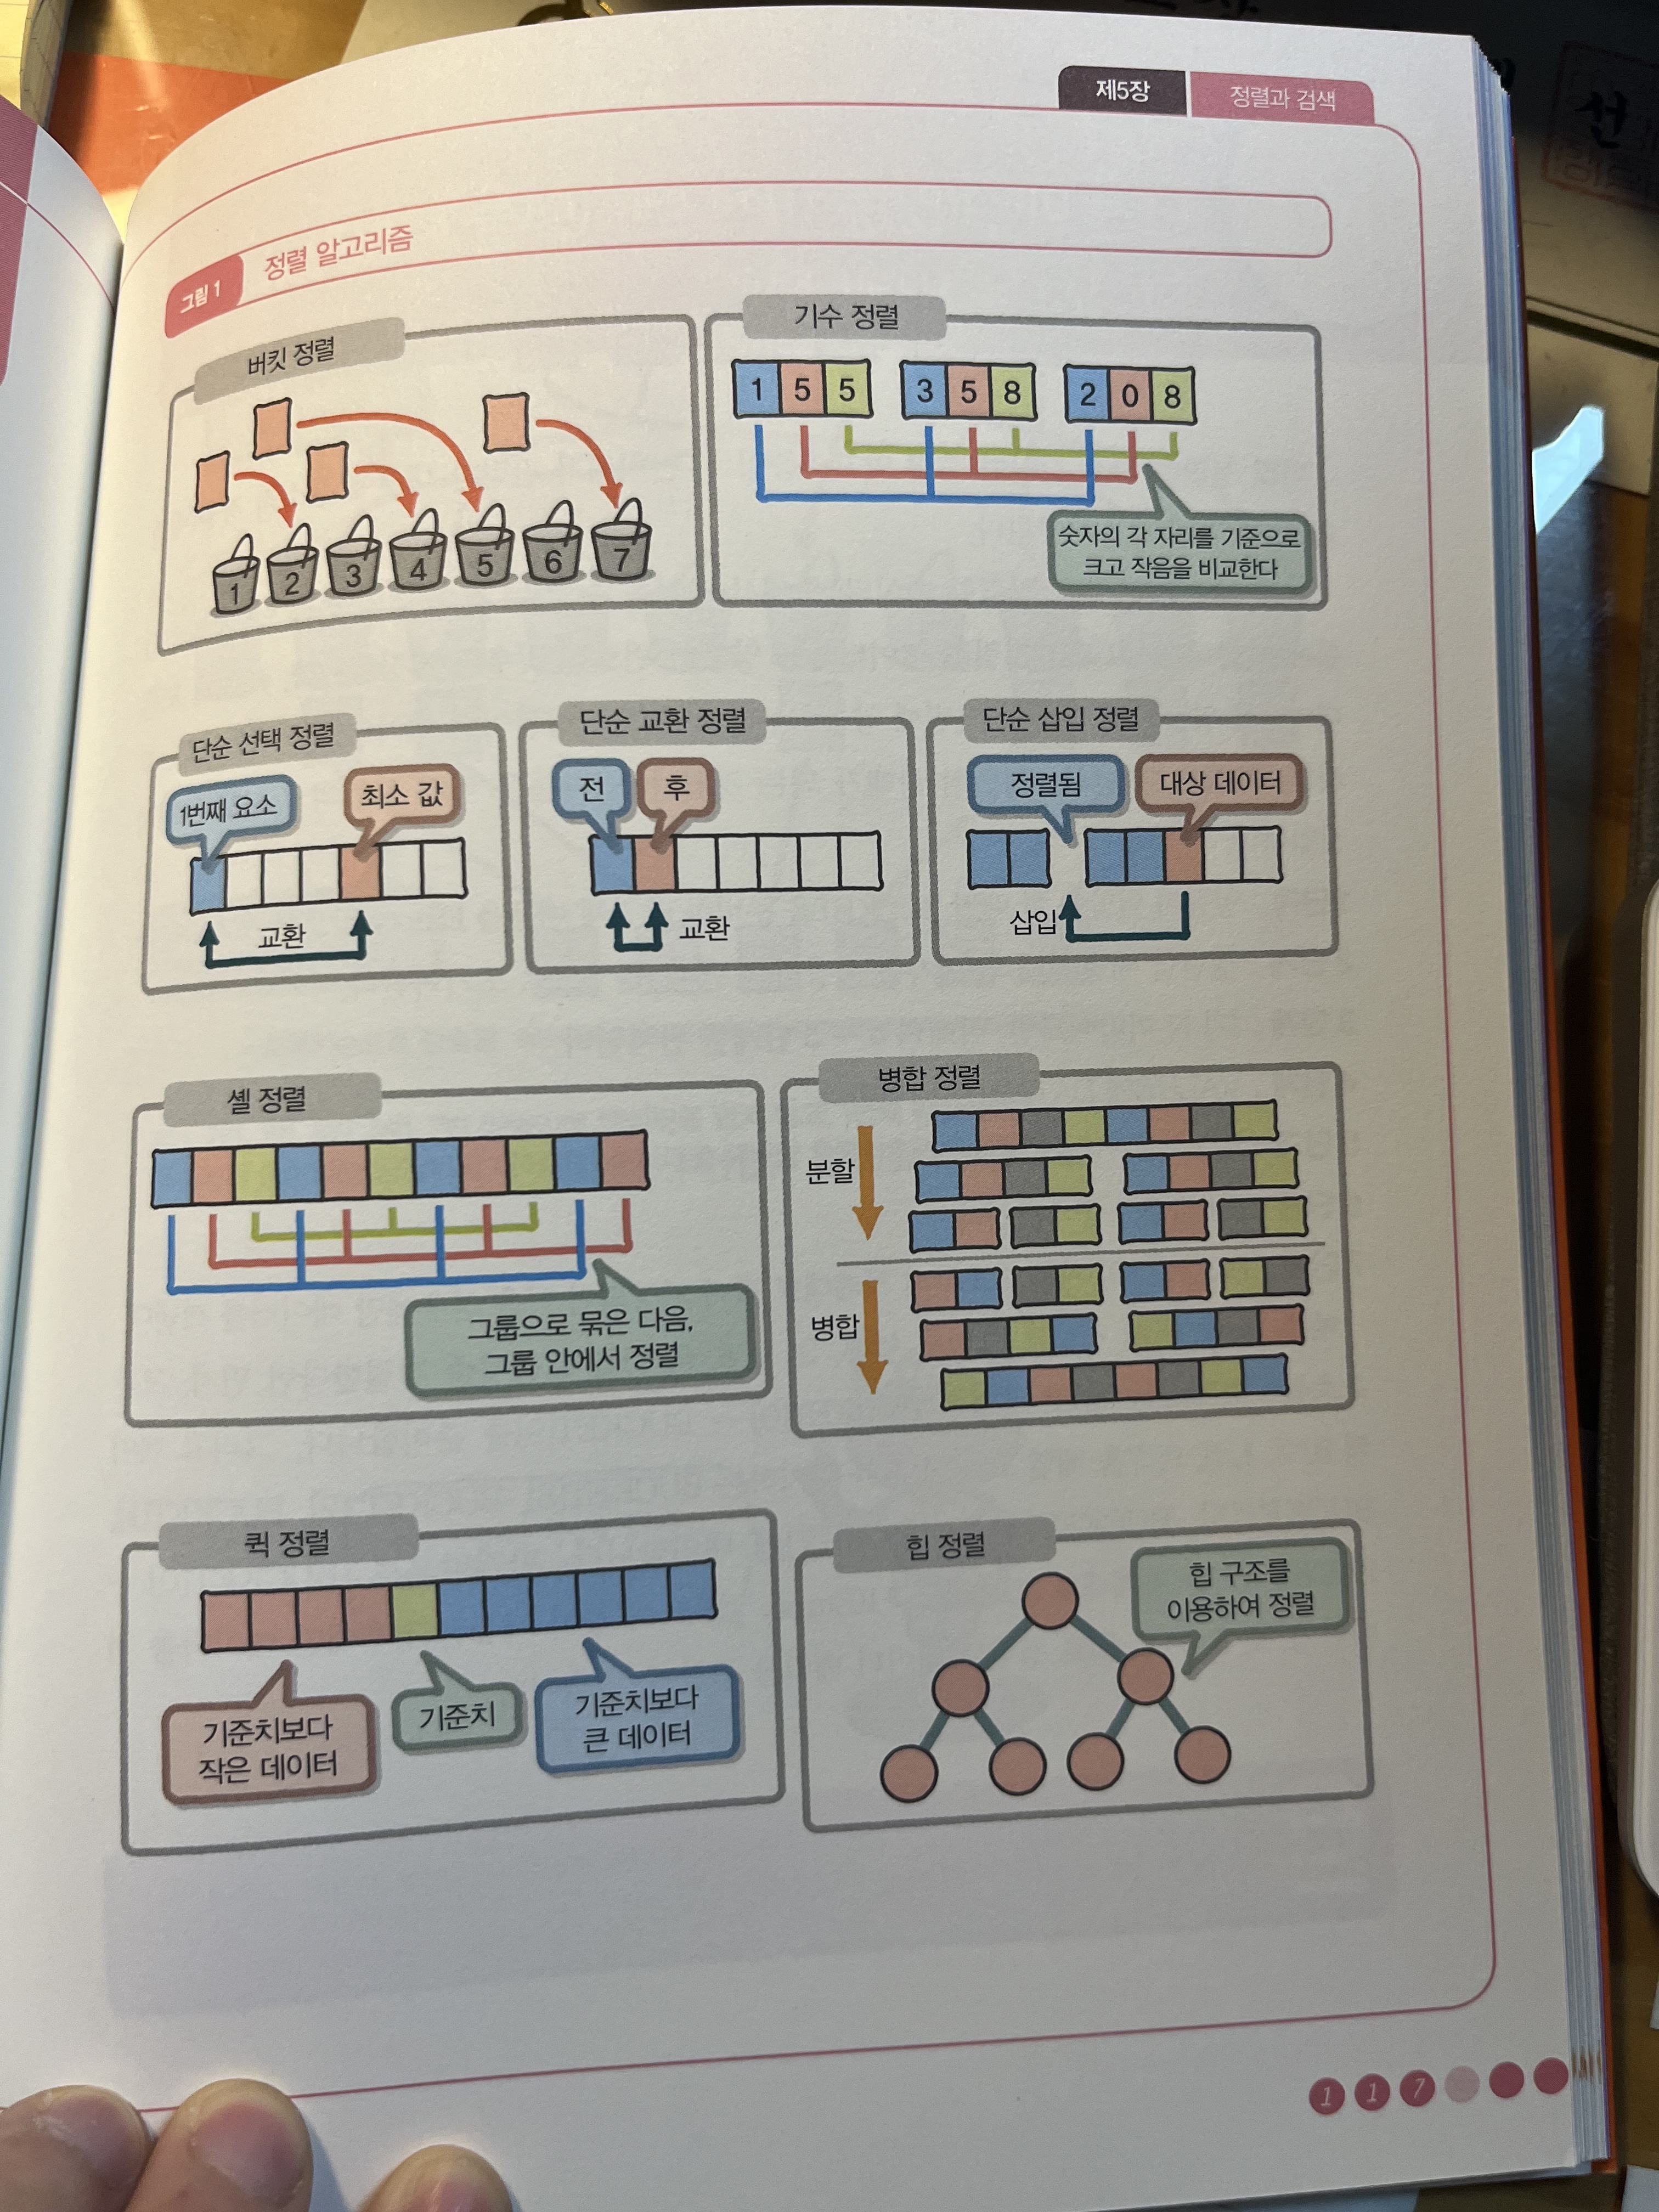 제5장 정렬과 검색
그림 1 정렬 알고리즘
버킷 정렬
1 2 3 4 5 6 7
기수 정렬
1 5 5 3 5 8 2 0 8
숫자의 각 자리를 기준으로
크고 작음을 비교한다
단순 선택 정렬
1번째 요소
최소 값
교환
단순 교환 정렬
전
후
교환
단순 삽입 정렬
정렬됨
대상 데이터
삽입
셸 정렬
그룹으로 묶은 다음,
그룹 안에서 정렬
병합 정렬
분할
병합
퀵 정렬
기준치보다
작은 데이터
기준치
기준치보다
큰 데이터
힙 정렬
힙 구조를
이용하여 정렬
1 1 7
선